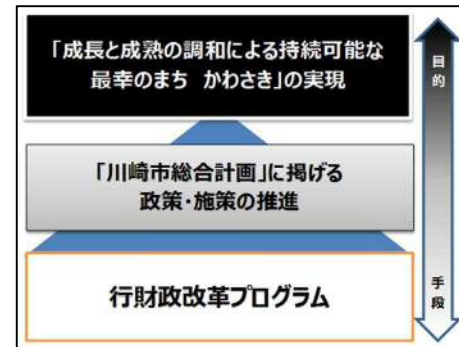 「成長と成熟の調和による持続可能な
最幸のまち　かわさき」の実現
「川崎市総合計画」に掲げる
政策・施策の推進
行財政改革プログラム
目的
手段